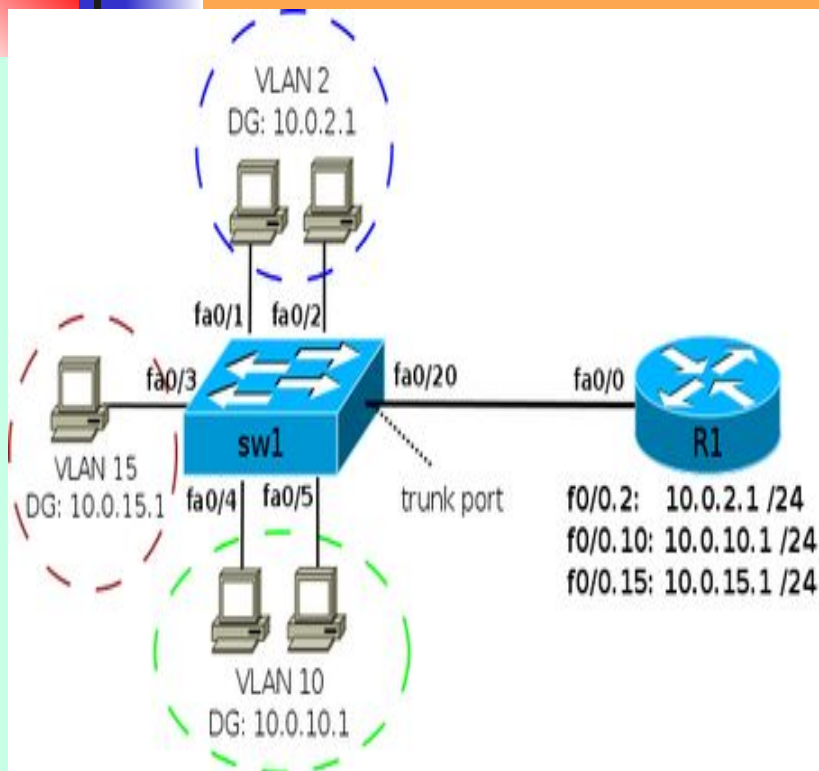 VLAN 2
DG: 10.0.2.1
fa0/1 fa0/2
fa0/3
fa0/20
fa0/0
sw1
R1
VLAN 15
DG: 10.0.15.1
fa0/4 fa0/5
trunk port
f0/0.2: 10.0.2.1 /24
f0/0.10: 10.0.10.1 /24
f0/0.15: 10.0.15.1 /24
VLAN 10
DG: 10.0.10.1